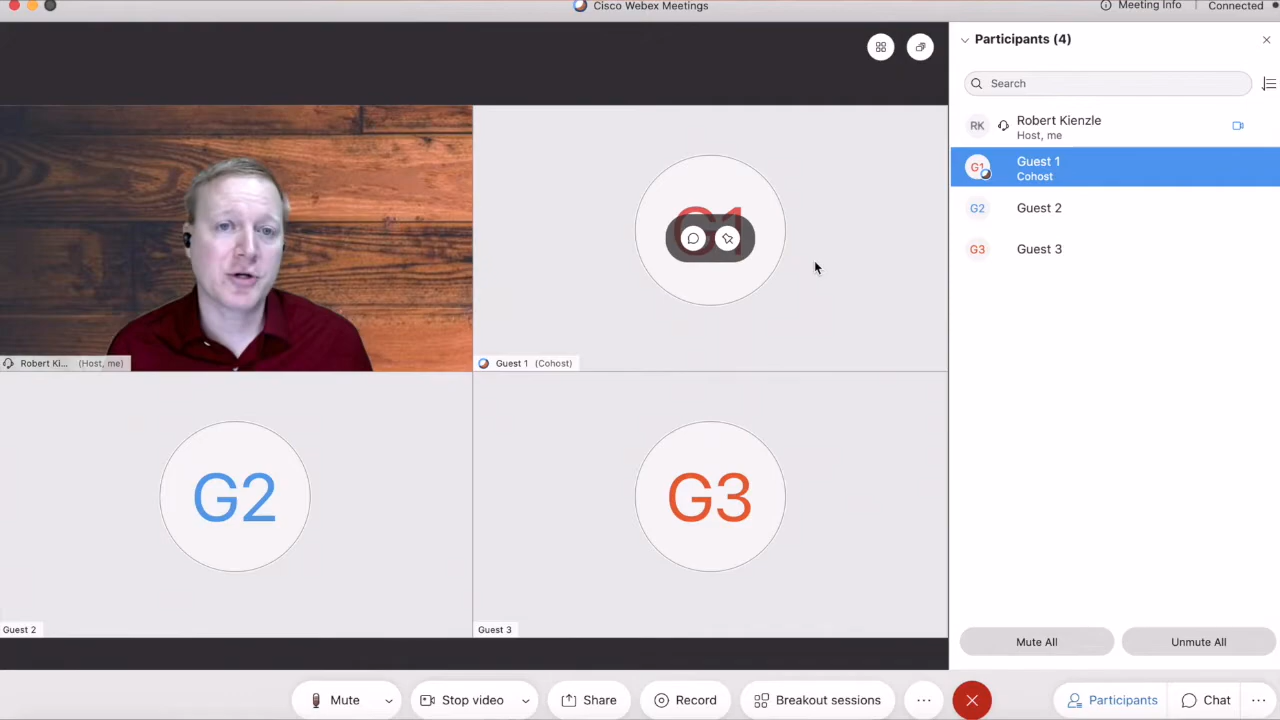 Cisco Webex Meetings
Meeting Info
Connected
Participants (4)
Search
RK
Robert Kienzle
Host, me
G1
Guest 1
Cohost
G2
Guest 2
G3
Guest 3
G1
Robert Ki... (Host, me)
Guest 1 (Cohost)
G2
G3
Guest 2
Guest 3
Mute All
Unmute All
Mute
Stop video
Share
Record
Breakout sessions
Participants
Chat